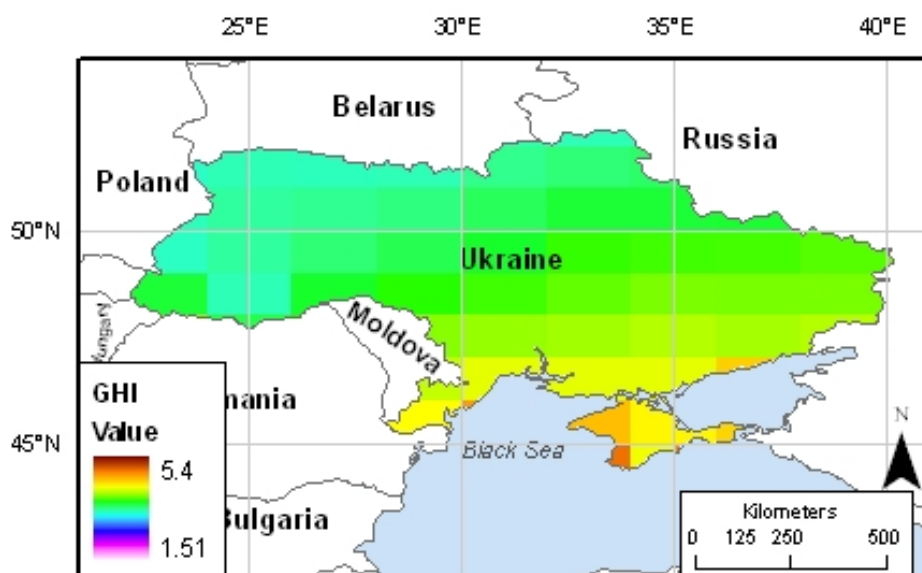 25°E 30°E 35°E 40°E
Belarus
Russia
Poland
50°N
Ukraine
Moldova
Hungary
mania
GHI
Value
5.4
1.51
45°N
Black Sea
N
Bulgaria
Kilometers
0 125 250 500